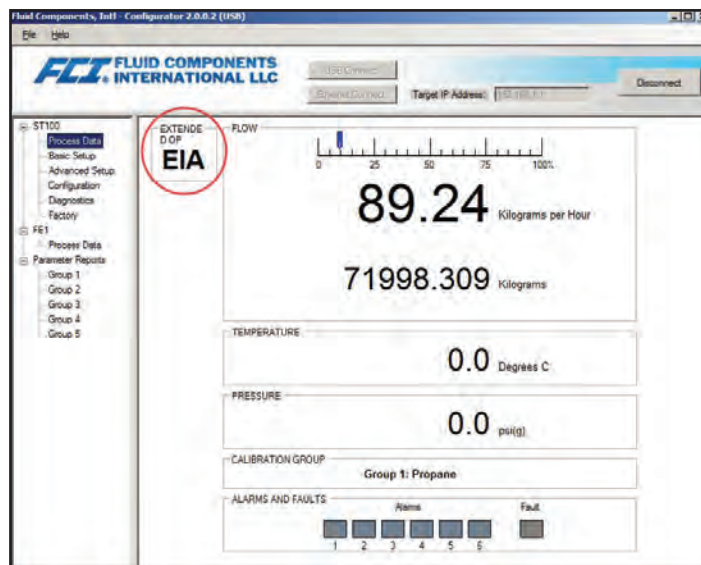 Fluid Components, Intl - Configurator 2.0.0.2 (USB)
File Help
FCI. FLUID COMPONENTS
INTERNATIONAL LLC
USB Connect
Ethernet Connect
Target IP Address:
Disconnect
ST100
Process Data
Basic Setup
Advanced Setup
Configuration
Diagnostics
Factory
FE1
Process Data
Parameter Reports
Group 1
Group 2
Group 3
Group 4
Group 5
EXTENDE
D OP
EIA
FLOW
0 25 50 75 100%
89.24 Kilograms per Hour
71998.309 Kilograms
TEMPERATURE
0.0 Degrees C
PRESSURE
0.0 psi(g)
CALIBRATION GROUP
Group 1: Propane
ALARMS AND FAULTS
Alarms Fault
1 2 3 4 5 6